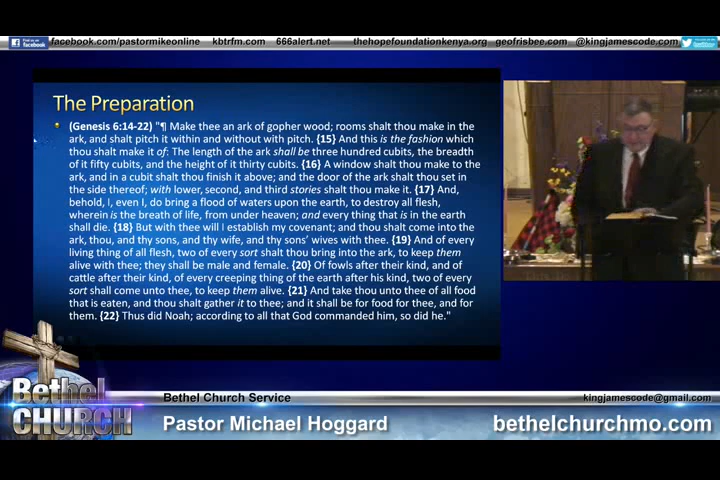 Find us on facebook facebook.com/pastormikeonline kbtrfm.com 666alert.net thehopefoundationkenya.org geofrisbee.com @kingjamescode.com twitter
The Preparation
• (Genesis 6:14-22) "¶ Make thee an ark of gopher wood; rooms shalt thou make in the
ark, and shalt pitch it within and without with pitch. {15} And this is the fashion which
thou shalt make it of: The length of the ark shall be three hundred cubits, the breadth
of it fifty cubits, and the height of it thirty cubits. {16} A window shalt thou make to the
ark, and in a cubit shalt thou finish it above; and the door of the ark shalt thou set in
the side thereof; with lower, second, and third stories shalt thou make it. {17} And,
behold, I, even I, do bring a flood of waters upon the earth, to destroy all flesh,
wherein is the breath of life, from under heaven; and every thing that is in the earth
shall die. {18} But with thee will I establish my covenant; and thou shalt come into the
ark, thou, and thy sons, and thy wife, and thy sons' wives with thee. {19} And of every
living thing of all flesh, two of every sort shalt thou bring into the ark, to keep them
alive with thee; they shall be male and female. {20} Of fowls after their kind, and of
cattle after their kind, of every creeping thing of the earth after his kind, two of every
sort shall come unto thee, to keep them alive. {21} And take thou unto thee of all food
that is eaten, and thou shalt gather it to thee; and it shall be for food for thee, and for
them. {22} Thus did Noah; according to all that God commanded him, so did he."
Bethel
CHURCH
Bethel Church Service kingjamescode@gmail.com
Pastor Michael Hoggard bethelchurchmo.com